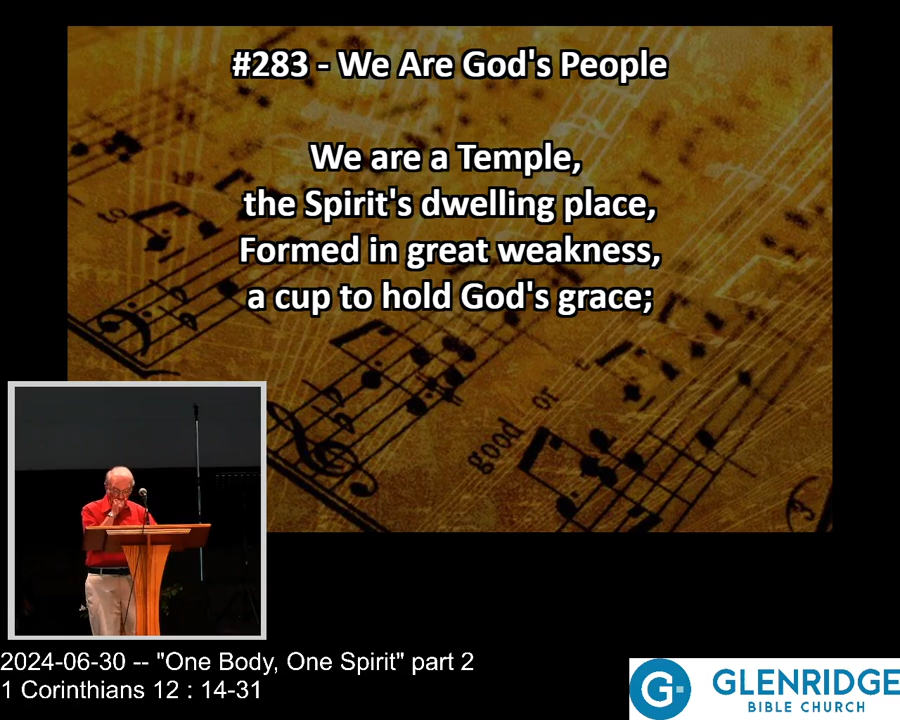 #283 - We Are God's People
We are a Temple,
the Spirit's dwelling place,
Formed in great weakness,
a cup to hold God's grace;
good or
2024-06-30 -- "One Body, One Spirit" part 2
1 Corinthians 12 : 14-31
G
GLENRIDGE
BIBLE CHURCH